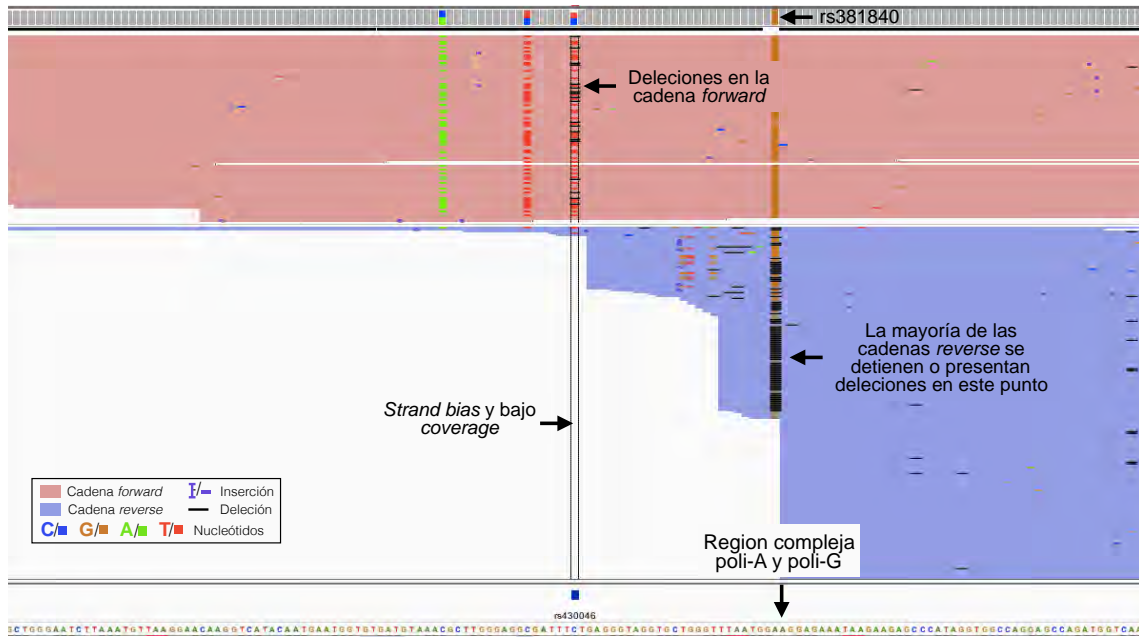 rs381840
Deleciones en la
cadena forward
La mayoría de las
cadenas reverse se
detienen o presentan
deleciones en este punto
Strand bias y bajo
coverage
Cadena forward
Inserción
Cadena reverse
Deleción
C/ G/ A/ T/ Nucleótidos
Region compleja
poli-A y poli-G
rs430046